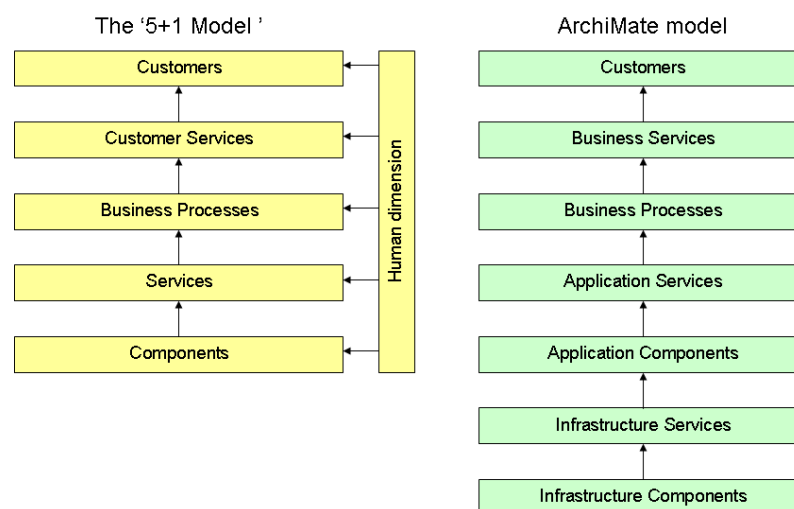 The ‘5+1 Model ’
Customers
Customer Services
Business Processes
Services
Components
Human dimension
ArchiMate model
Customers
Business Services
Business Processes
Application Services
Application Components
Infrastructure Services
Infrastructure Components